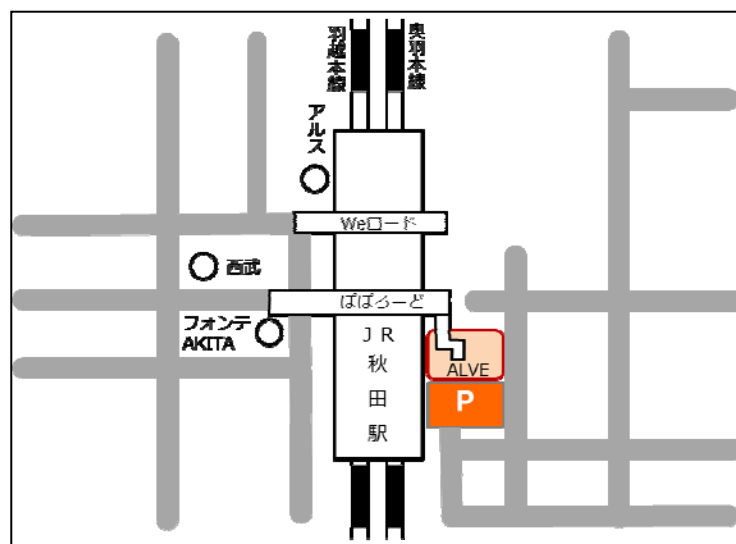 羽越本線
奥羽本線
アルス
Weロード
西武
ぽぽろーど
フォンテ
AKITA
JR
秋田駅
ALVE
P